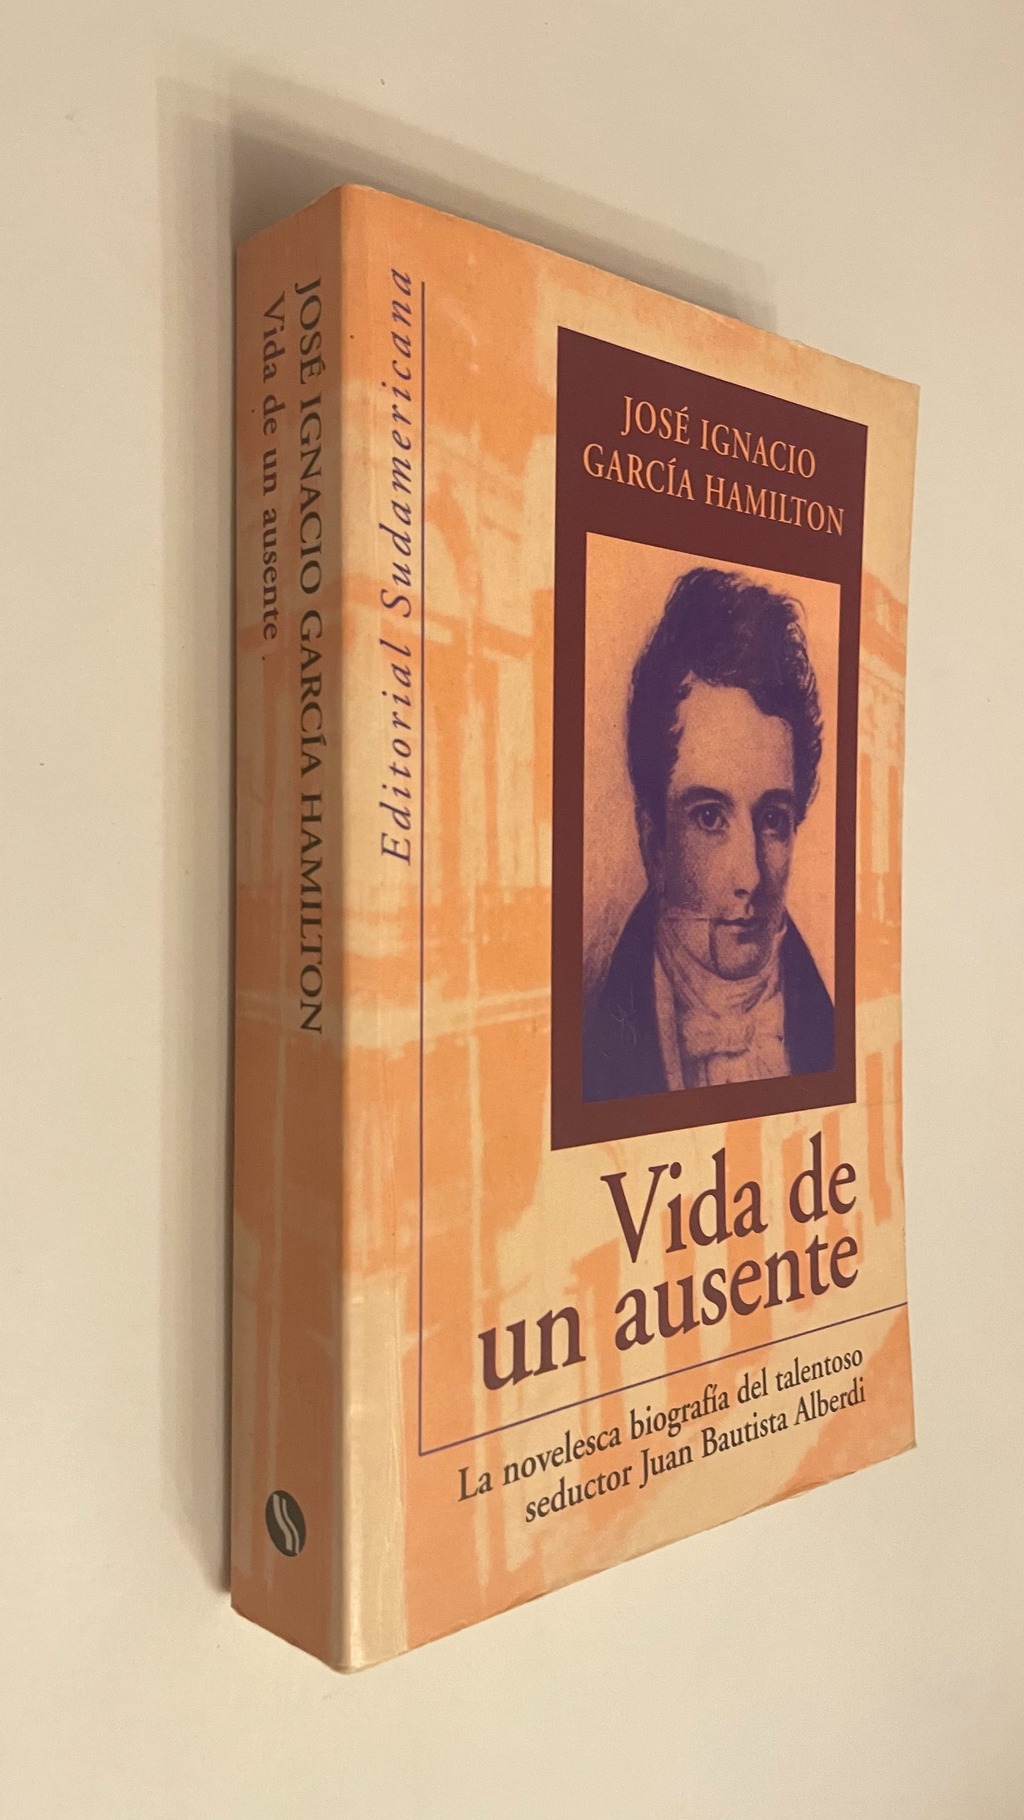 JOSÉ IGNACIO GARCÍA HAMILTON
Vida de un ausente
Editorial Sudamericana
JOSÉ IGNACIO
GARCÍA HAMILTON
Vida de
un ausente
La novelesca biografía del talentoso
seductor Juan Bautista Alberdi